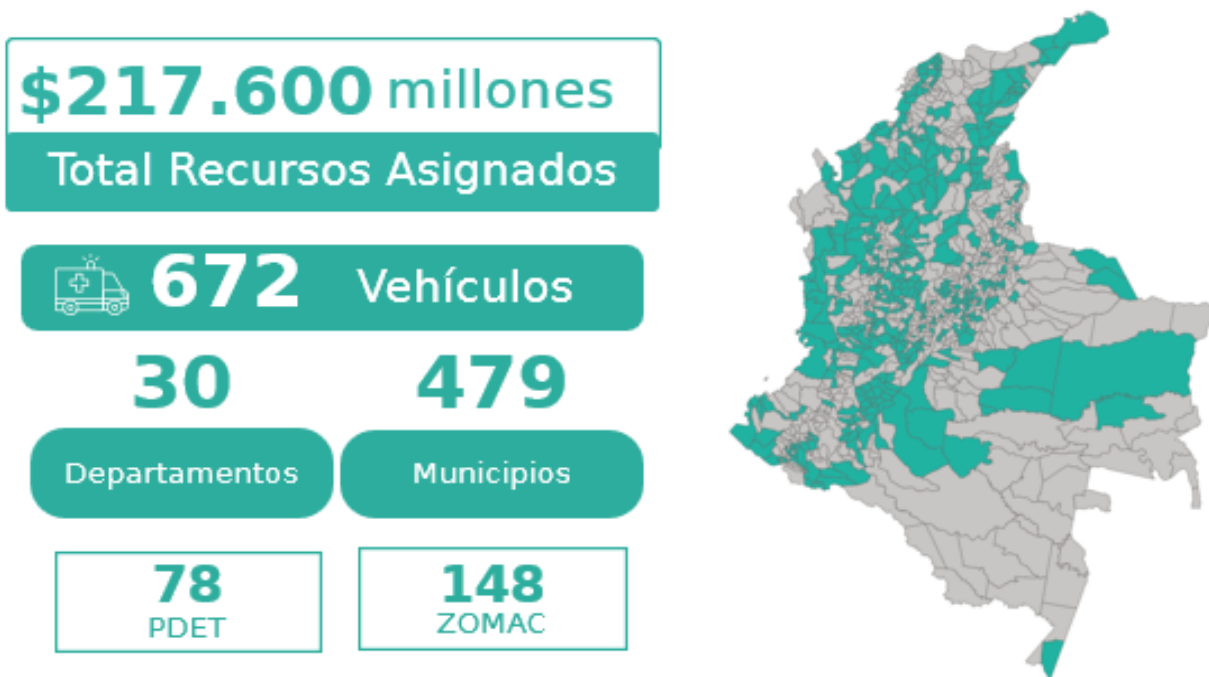 $217.600 millones
Total Recursos Asignados
672 Vehículos
30
479
Departamentos
Municipios
78
PDET
148
ZOMAC